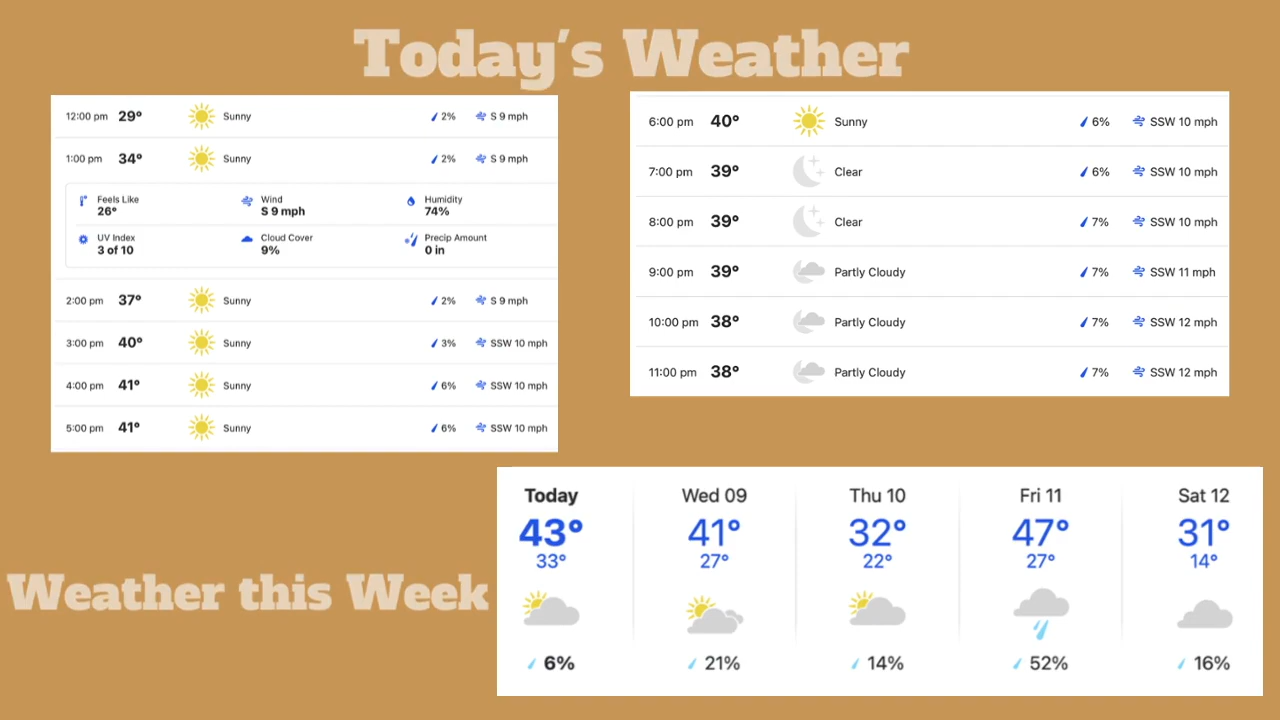 Today's Weather
12:00 pm 29° Sunny 2% S 9 mph
1:00 pm 34° Sunny 2% S 9 mph
Feels Like Wind Humidity
26° S 9 mph 74%
UV Index Cloud Cover Precip Amount
3 of 10 9% 0 in
2:00 pm 37° Sunny 2% S 9 mph
3:00 pm 40° Sunny 3% SSW 10 mph
4:00 pm 41° Sunny 6% SSW 10 mph
5:00 pm 41° Sunny 6% SSW 10 mph
6:00 pm 40° Sunny 6% SSW 10 mph
7:00 pm 39° Clear 6% SSW 10 mph
8:00 pm 39° Clear 7% SSW 10 mph
9:00 pm 39° Partly Cloudy 7% SSW 11 mph
10:00 pm 38° Partly Cloudy 7% SSW 12 mph
11:00 pm 38° Partly Cloudy 7% SSW 12 mph
Weather this Week
Today Wed 09 Thu 10 Fri 11 Sat 12
43° 41° 32° 47° 31°
33° 27° 22° 27° 14°
6% 21% 14% 52% 16%